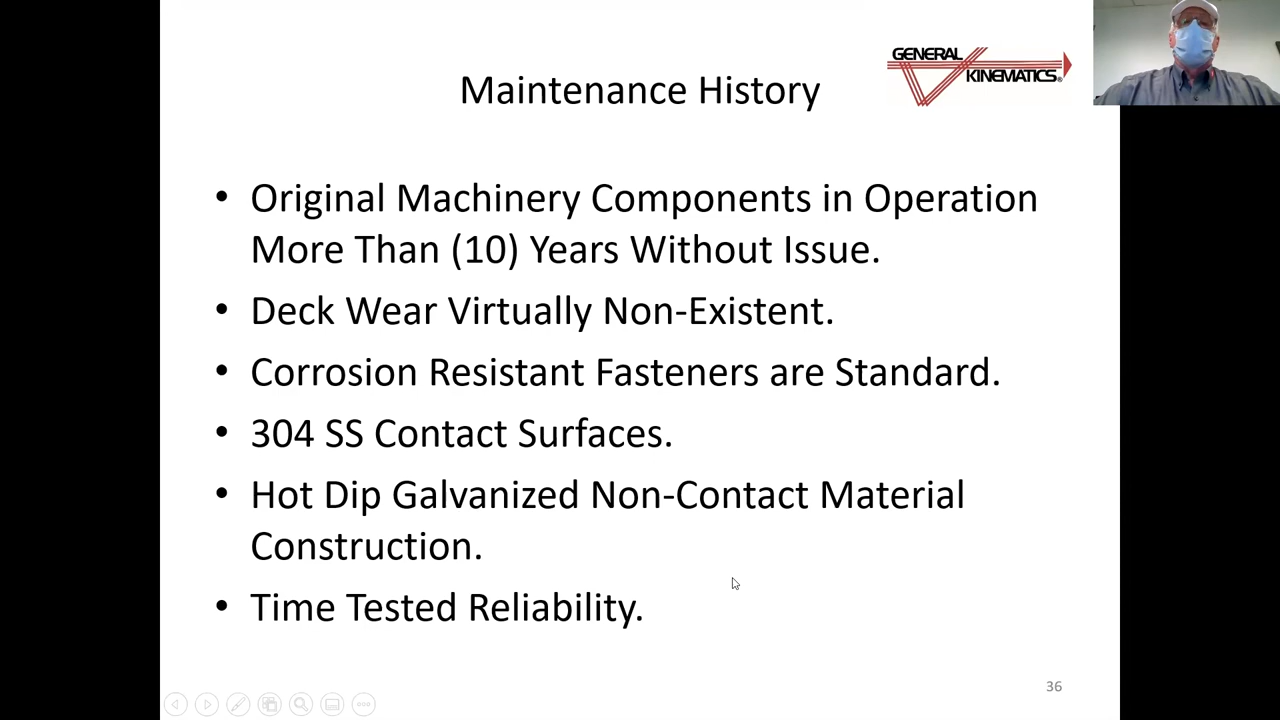 GENERAL
KINEMATICS®
Maintenance History
• Original Machinery Components in Operation
More Than (10) Years Without Issue.
• Deck Wear Virtually Non-Existent.
• Corrosion Resistant Fasteners are Standard.
• 304 SS Contact Surfaces.
• Hot Dip Galvanized Non-Contact Material
Construction.
• Time Tested Reliability.
36